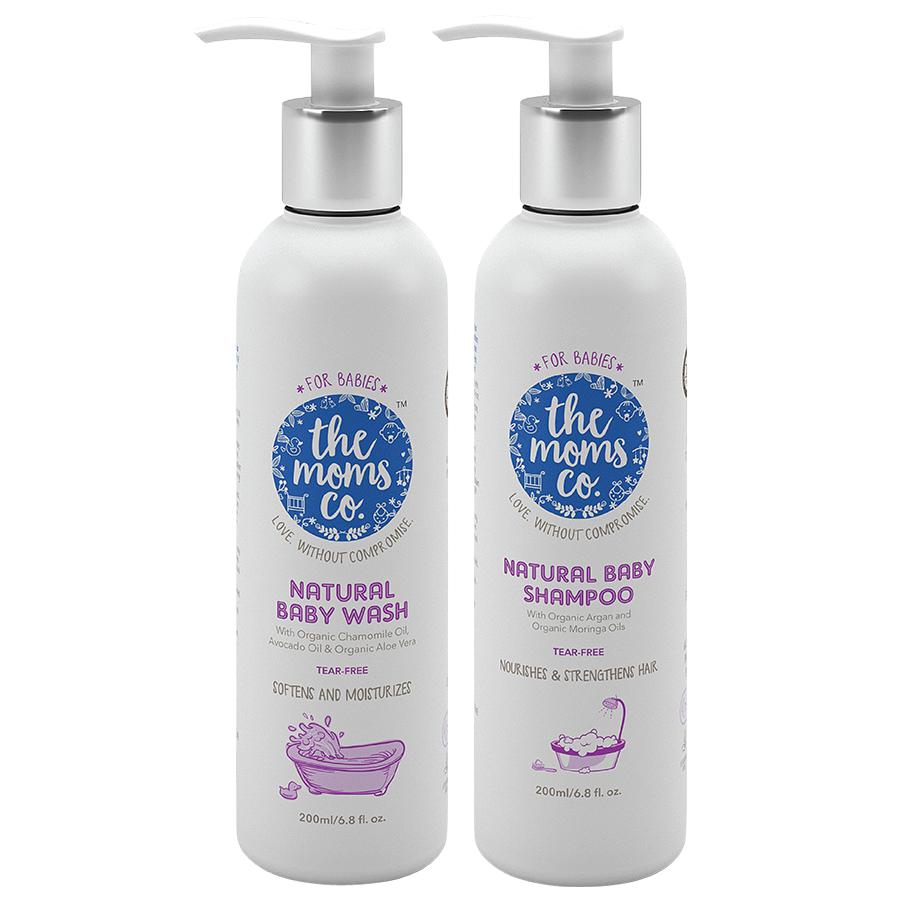 *FOR BABIES*
TM
the
moms
co.
LOVE. WITHOUT COMPROMISE.
NATURAL
BABY WASH
With Organic Chamomile Oil,
Avocado Oil & Organic Aloe Vera
TEAR-FREE
SOFTENS AND MOISTURIZES
200ml/6.8 fl. oz.
*FOR BABIES*
TM
the
moms
co.
LOVE. WITHOUT COMPROMISE.
NATURAL BABY
SHAMPOO
With Organic Argan and
Organic Moringa Oils
TEAR-FREE
NOURISHES & STRENGTHENS HAIR
200ml/6.8 fl. oz.